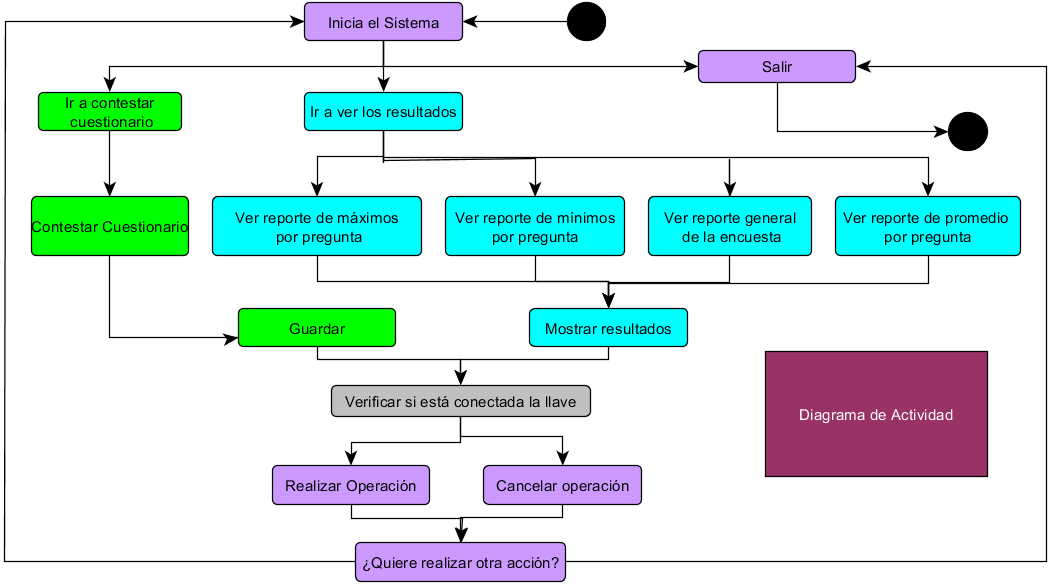 Inicia el Sistema
Salir
Ir a contestar
cuestionario
Ir a ver los resultados
Contestar Cuestionario
Ver reporte de máximos
por pregunta
Ver reporte de mínimos
por pregunta
Ver reporte general
de la encuesta
Ver reporte de promedio
por pregunta
Guardar
Mostrar resultados
Verificar si está conectada la llave
Diagrama de Actividad
Realizar Operación
Cancelar operación
¿Quiere realizar otra acción?